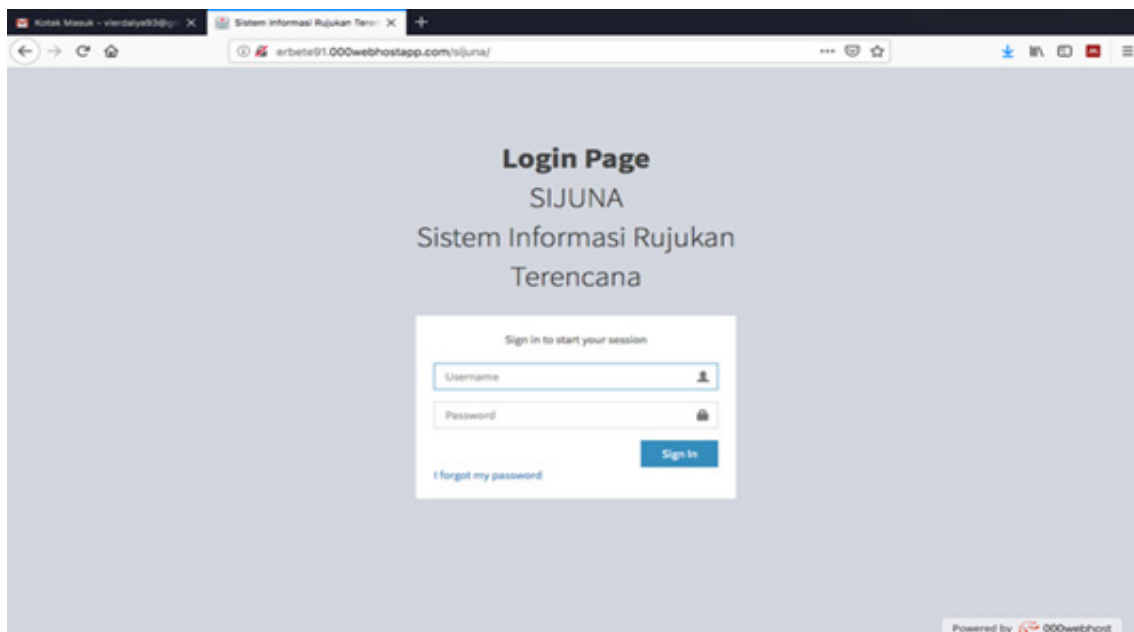 Kotak Masuk - vierdalya93@g
Sistem Informasi Rujukan Teren
erbete91.000webhostapp.com/sijuna/
Login Page
SIJUNA
Sistem Informasi Rujukan
Terencana
Sign in to start your session
Username
Password
Sign In
I forgot my password
Powered by 000webhost